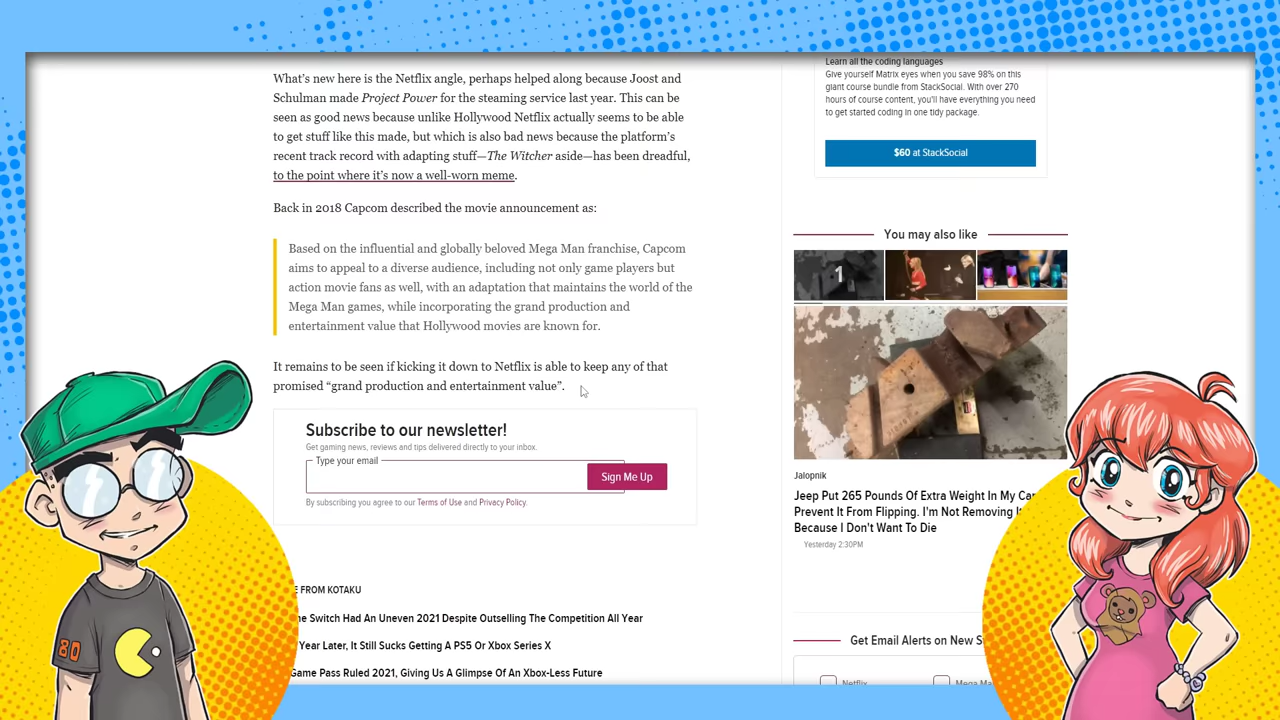 What's new here is the Netflix angle, perhaps helped along because Joost and
Schulman made Project Power for the steaming service last year. This can be
seen as good news because unlike Hollywood Netflix actually seems to be able
to get stuff like this made, but which is also bad news because the platform's
recent track record with adapting stuff—The Witcher aside—has been dreadful,
to the point where it's now a well-worn meme.
Back in 2018 Capcom described the movie announcement as:
Based on the influential and globally beloved Mega Man franchise, Capcom
aims to appeal to a diverse audience, including not only game players but
action movie fans as well, with an adaptation that maintains the world of the
Mega Man games, while incorporating the grand production and
entertainment value that Hollywood movies are known for.
It remains to be seen if kicking it down to Netflix is able to keep any of that
promised “grand production and entertainment value”.
Subscribe to our newsletter!
Get gaming news, reviews and tips delivered directly to your inbox.
Type your email
Sign Me Up
By subscribing you agree to our Terms of Use and Privacy Policy.
FROM KOTAKU
Switch Had An Uneven 2021 Despite Outselling The Competition All Year
Year Later, It Still Sucks Getting A PS5 Or Xbox Series X
Game Pass Ruled 2021, Giving Us A Glimpse Of An Xbox-Less Future
Learn all the coding languages
Give yourself Matrix eyes when you save 98% on this
giant course bundle from StackSocial. With over 270
hours of course content, you'll have everything you need
to get started coding in one tidy package.
$60 at StackSocial
You may also like
1
Jalopnik
Jeep Put 265 Pounds Of Extra Weight In My
Prevent It From Flipping. I'm Not Removing
Because I Don't Want To Die
Yesterday 2:30PM
Get Email Alerts on New
Netflix
Mega
80